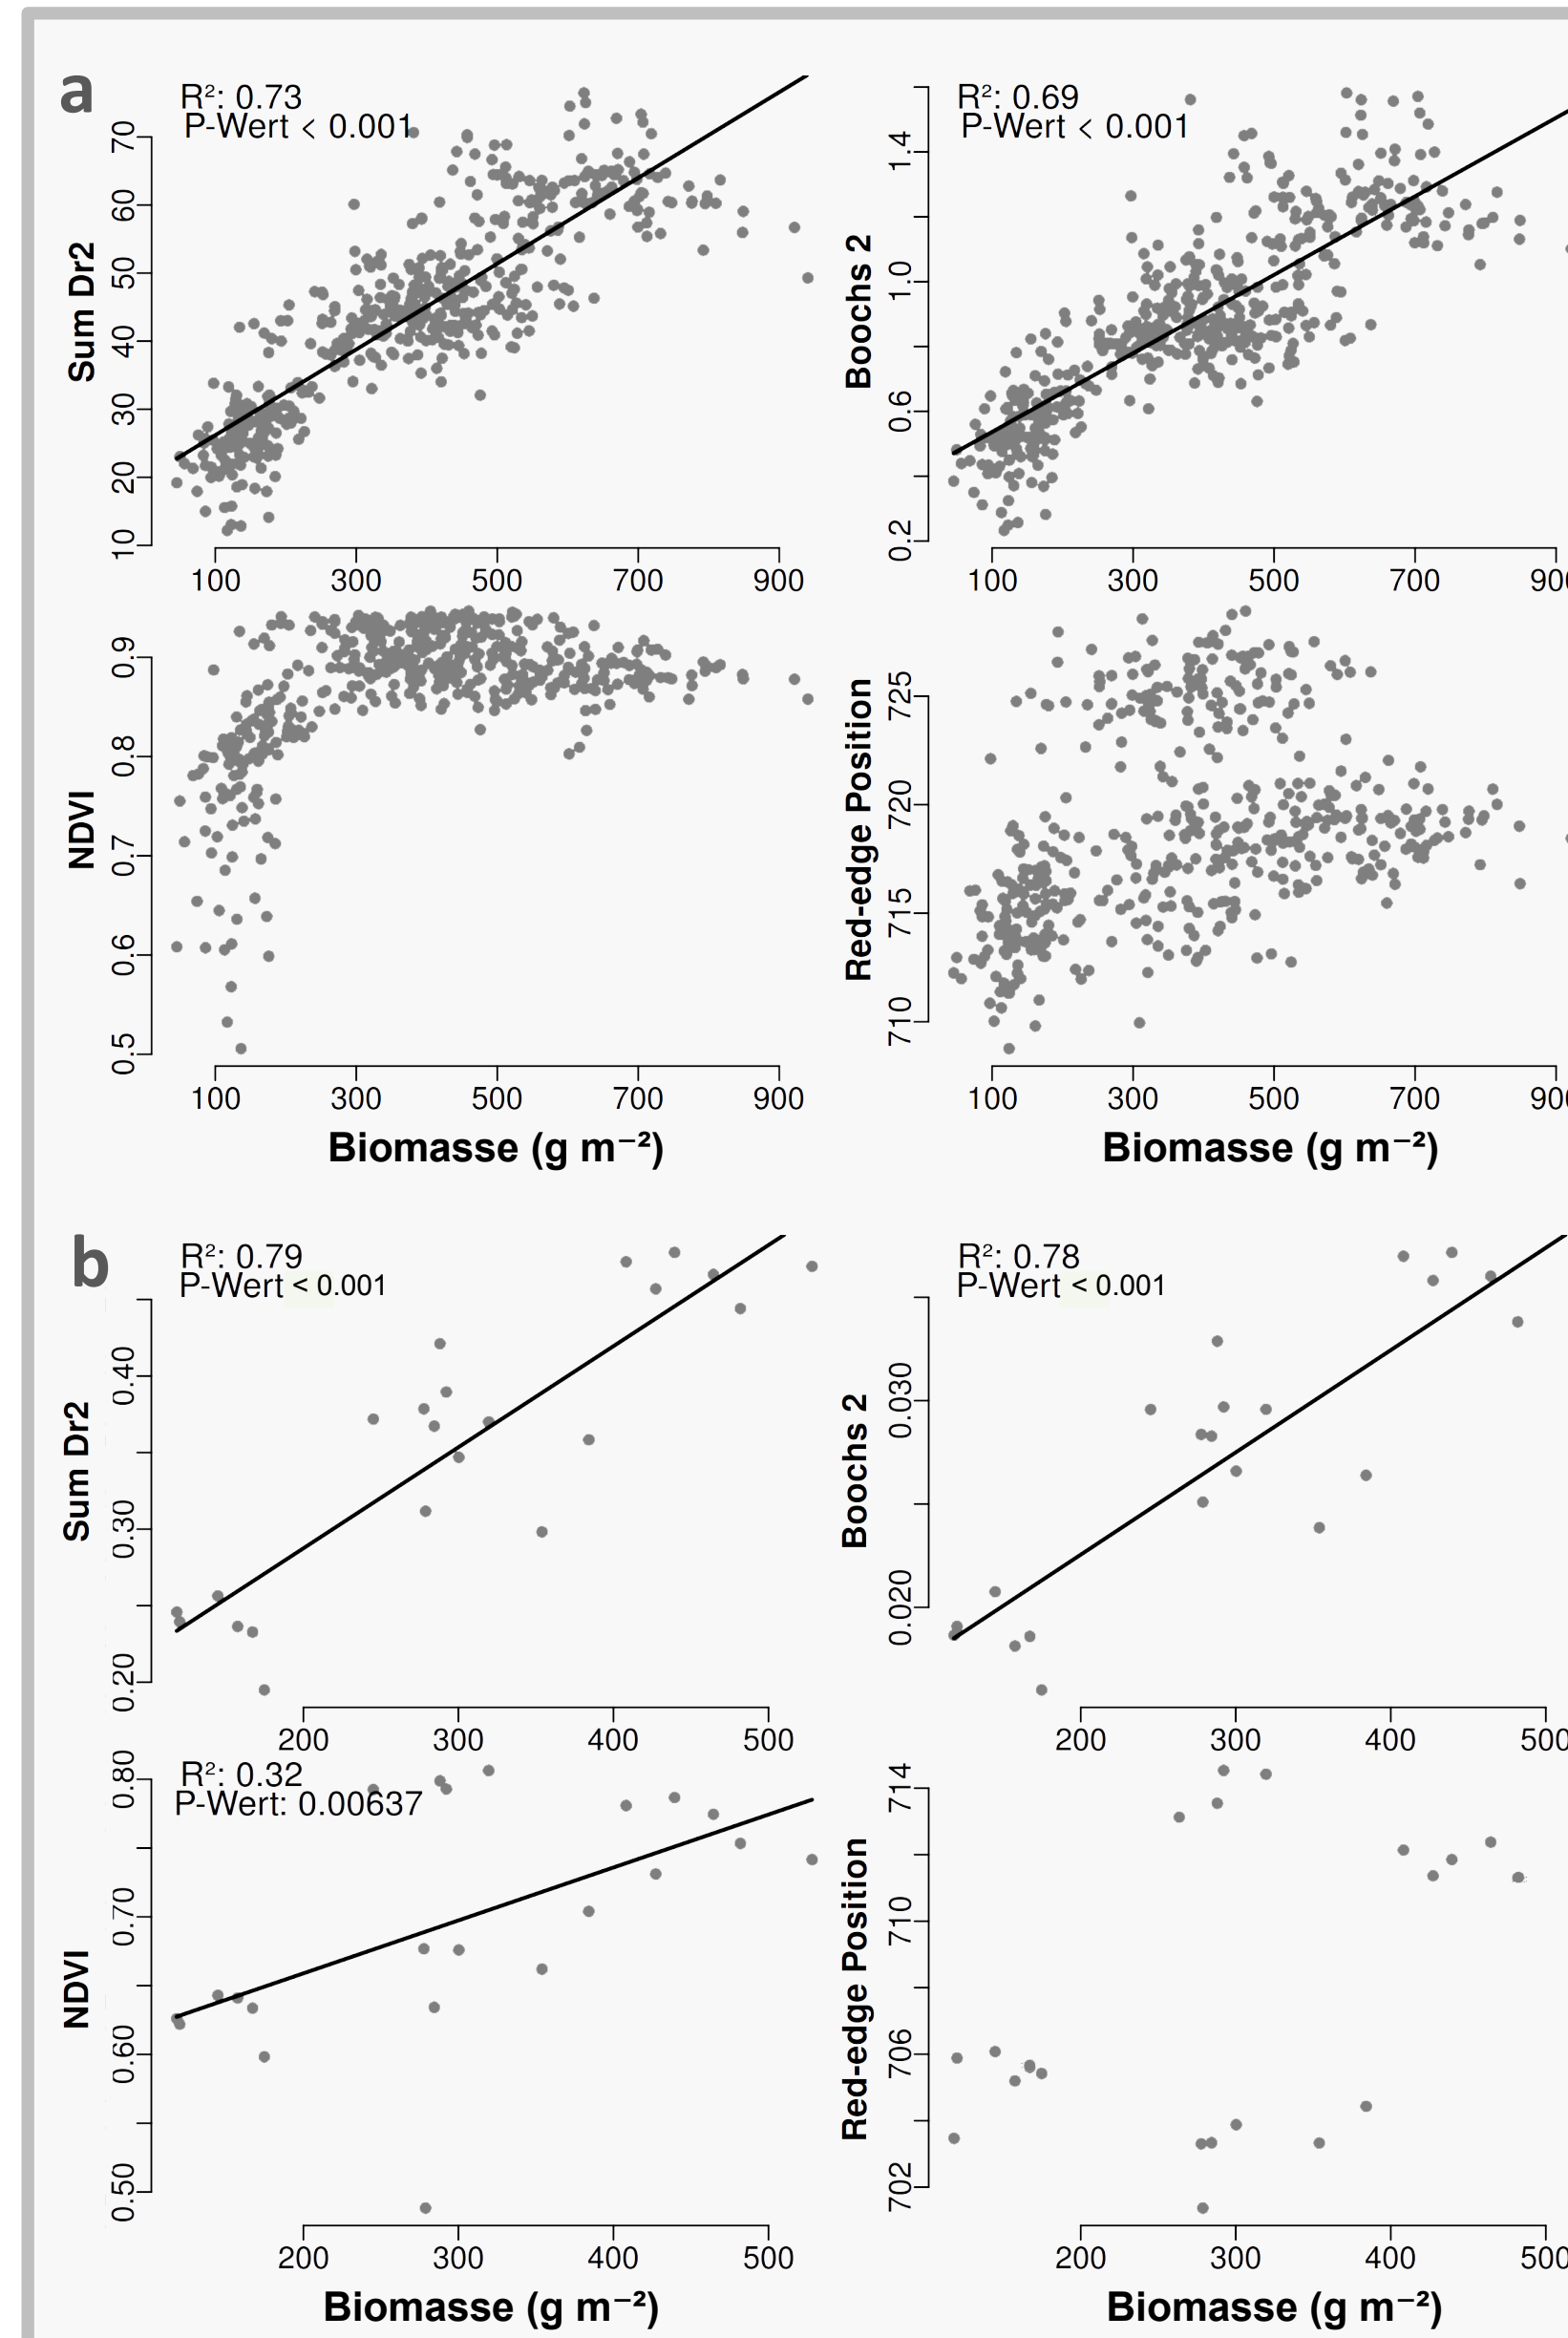 a
R²: 0.73
P-Wert < 0.001
Sum Dr2
70
60
50
40
30
20
10
100 300 500 700 900
R²: 0.69
P-Wert < 0.001
Boochs 2
1.4
1.0
0.6
0.2
100 300 500 700
NDVI
0.9
0.8
0.7
0.6
0.5
100 300 500 700 900
Biomasse (g m⁻²)
Red-edge Position
725
720
715
710
100 300 500 700
Biomasse (g m⁻²)
b
R²: 0.79
P-Wert < 0.001
Sum Dr2
0.40
0.30
0.20
200 300 400 500
R²: 0.78
P-Wert < 0.001
Boochs 2
0.030
0.020
200 300 400 500
R²: 0.32
P-Wert: 0.00637
NDVI
0.80
0.70
0.60
0.50
200 300 400 500
Biomasse (g m⁻²)
Red-edge Position
714
710
706
702
200 300 400 500
Biomasse (g m⁻²)